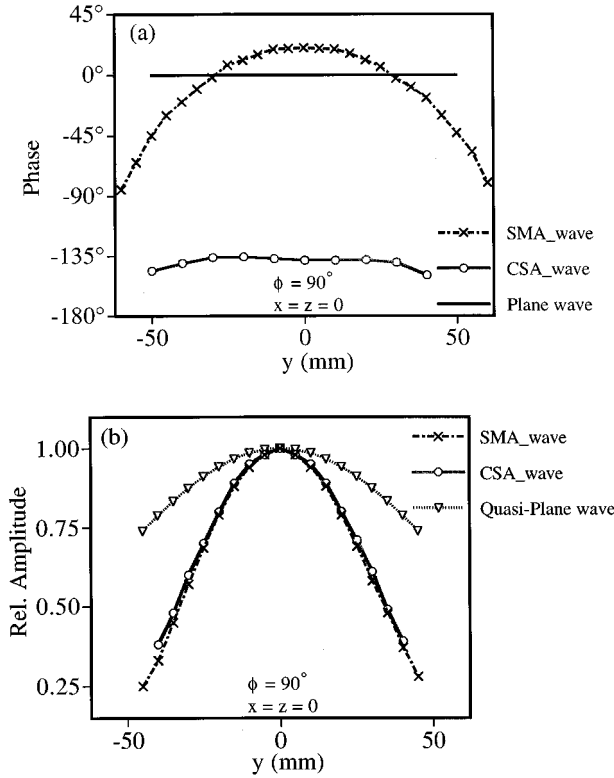 (a)
45°
0°
-45°
-90°
-135°
-180°
Phase
SMA_wave
CSA_wave
Plane wave
ϕ = 90°
x = z = 0
-50
0
50
y (mm)
(b)
1.00
0.75
0.50
0.25
Rel. Amplitude
SMA_wave
CSA_wave
Quasi-Plane wave
ϕ = 90°
x = z = 0
-50
0
50
y (mm)